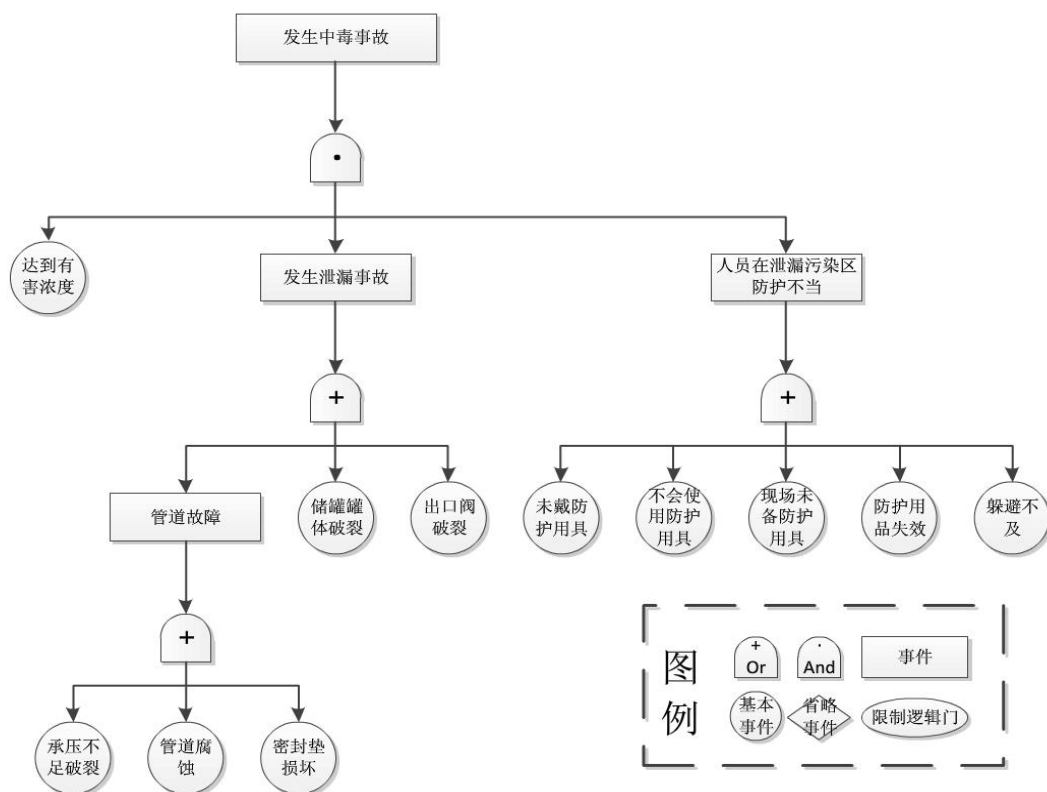 发生中毒事故
·
达到有
害浓度
发生泄漏事故
人员在泄漏污染区
防护不当
+
+
管道故障
储罐罐
体破裂
出口阀
破裂
未戴防
护用具
不会使
用防护
用具
现场未
备防护
用具
防护用
品失效
躲避不
及
+
承压不
足破裂
管道腐
蚀
密封垫
损坏
图
例
+
Or
·
And
事件
基本
事件
省略
事件
限制逻辑门